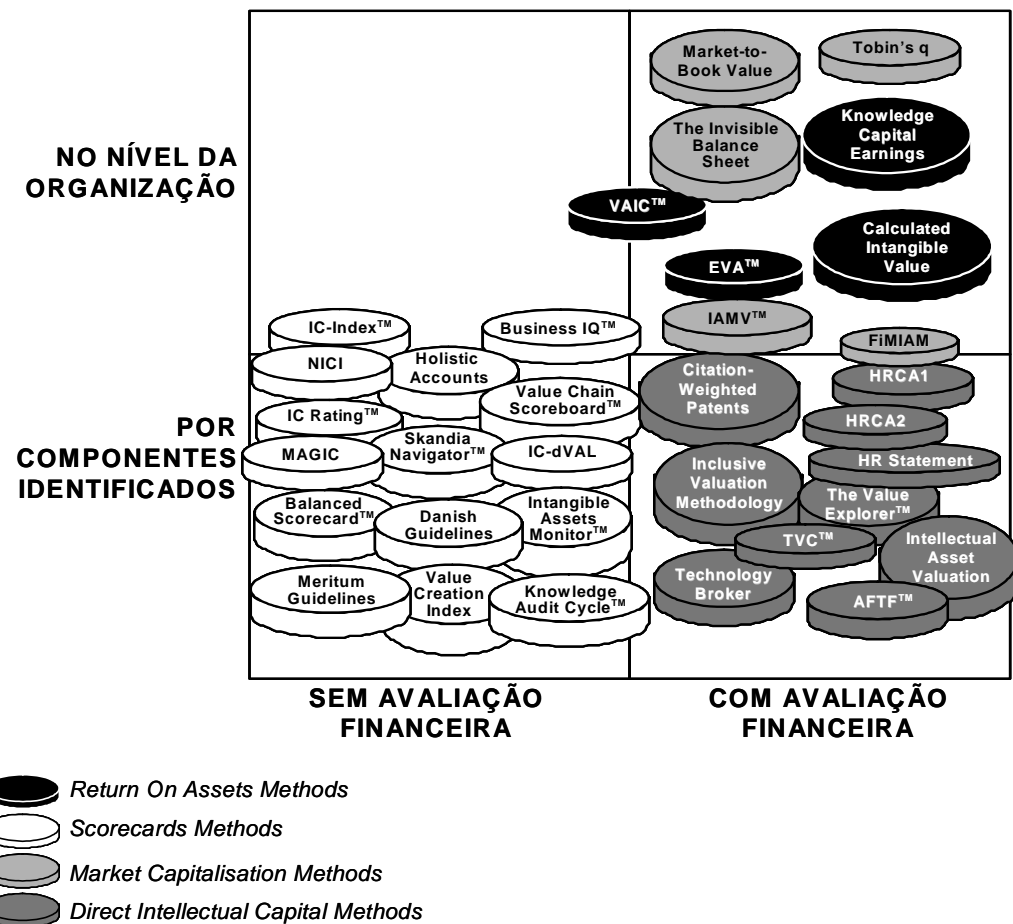 Market-to-
Book Value
Tobin's q
The Invisible
Balance
Sheet
Knowledge
Capital
Earnings
NO NÍVEL DA
ORGANIZAÇÃO
VAIC™
Calculated
Intangible
Value
EVA™
IAMV™
FiMIAM
IC-Index™
Business IQ™
NICI
Holistic
Accounts
Value Chain
Scoreboard™
IC Rating™
Skandia
Navigator™
MAGIC
IC-dVAL
Balanced
Scorecard™
Danish
Guidelines
Intangible
Assets
Monitor™
Meritum
Guidelines
Value
Creation
Index
Knowledge
Audit Cycle™
POR
COMPONENTES
IDENTIFICADOS
Citation-
Weighted
Patents
HRCA1
HRCA2
HR Statement
Inclusive
Valuation
Methodology
The Value
Explorer™
TVC™
Intellectual
Asset
Valuation
Technology
Broker
AFTF™
SEM AVALIAÇÃO
FINANCEIRA
COM AVALIAÇÃO
FINANCEIRA
Return On Assets Methods
Scorecards Methods
Market Capitalisation Methods
Direct Intellectual Capital Methods